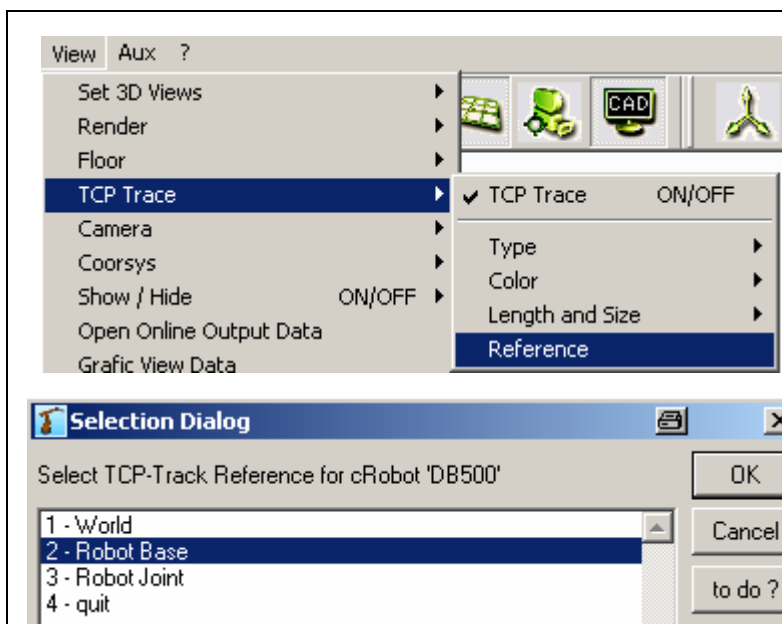 View Aux ?
Set 3D Views
Render
Floor
TCP Trace
Camera
Coorsys
Show / Hide ON/OFF
Open Online Output Data
Grafic View Data
CAD
TCP Trace ON/OFF
Type
Color
Length and Size
Reference
Selection Dialog
Select TCP-Track Reference for cRobot 'DB500'
OK
1 - World
2 - Robot Base
3 - Robot Joint
4 - quit
Cancel
to do ?